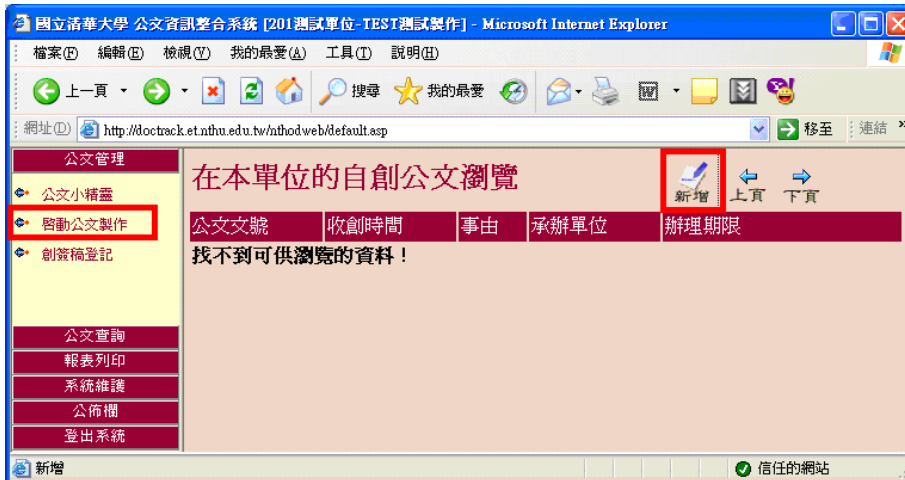 國立清華大學 公文資訊整合系統 [201測試單位-TEST測試製作] - Microsoft Internet Explorer
檔案(F) 編輯(E) 檢視(V) 我的最愛(A) 工具(T) 說明(H)
上一頁 搜尋 我的最愛
網址(D) http://doctrack.et.nthu.edu.tw/nthodweb/default.asp 移至 連結 »
公文管理
公文小精靈
啓動公文製作
創簽稿登記
公文查詢
報表列印
系統維護
公佈欄
登出系統
在本單位的自創公文瀏覽
新增 上頁 下頁
公文文號 收創時間 事由 承辦單位 辦理期限
找不到可供瀏覽的資料！
新增 信任的網站